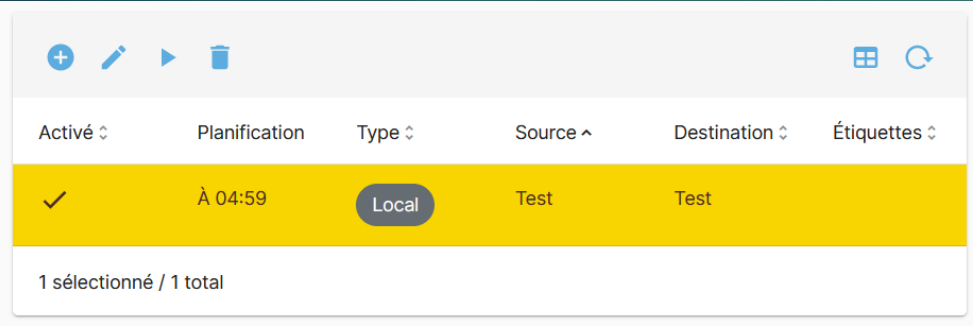 Activé Planification Type Source Destination Étiquettes
À 04:59 Local Test Test
1 sélectionné / 1 total